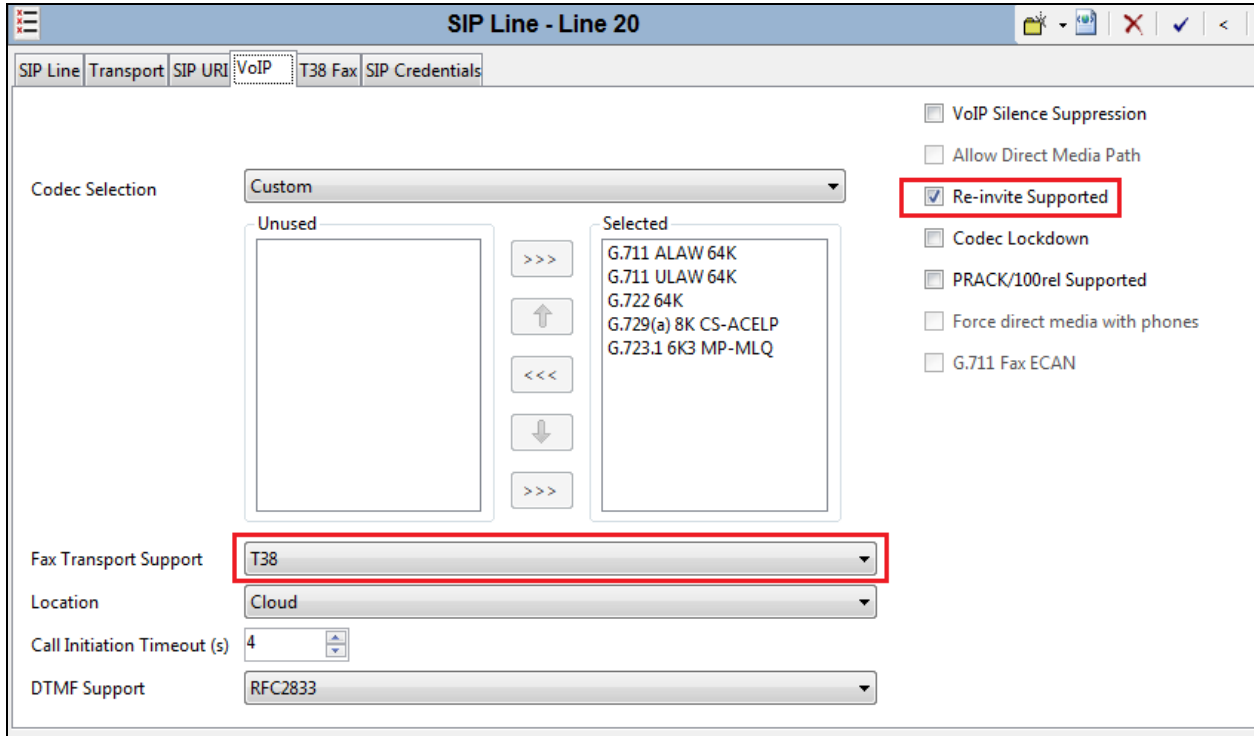 SIP Line - Line 20
<
SIP Line
Transport
SIP URI
VoIP
T38 Fax
SIP Credentials
Codec Selection
Custom
Unused
Selected
>>>
<<<
>>>
G.711 ALAW 64K
G.711 ULAW 64K
G.722 64K
G.729(a) 8K CS-ACELP
G.723.1 6K3 MP-MLQ
Fax Transport Support
T38
Location
Cloud
Call Initiation Timeout (s)
4
DTMF Support
RFC2833
VoIP Silence Suppression
Allow Direct Media Path
Re-invite Supported
Codec Lockdown
PRACK/100rel Supported
Force direct media with phones
G.711 Fax ECAN